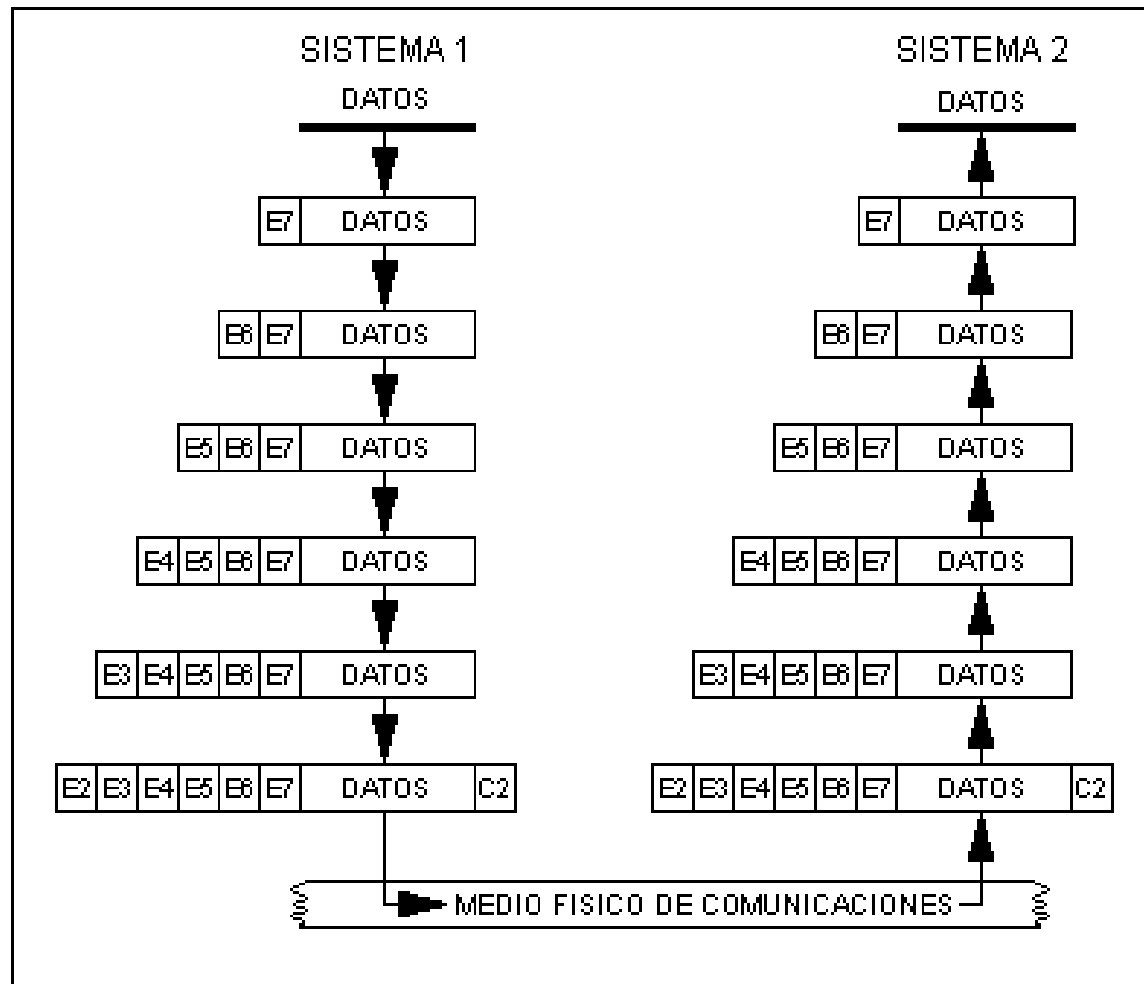 SISTEMA 1
SISTEMA 2
DATOS
DATOS
E7 DATOS
E7 DATOS
E6 E7 DATOS
E6 E7 DATOS
E5 E6 E7 DATOS
E5 E6 E7 DATOS
E4 E5 E6 E7 DATOS
E4 E5 E6 E7 DATOS
E3 E4 E5 E6 E7 DATOS
E3 E4 E5 E6 E7 DATOS
E2 E3 E4 E5 E6 E7 DATOS C2
E2 E3 E4 E5 E6 E7 DATOS C2
MEDIO FISICO DE COMUNICACIONES